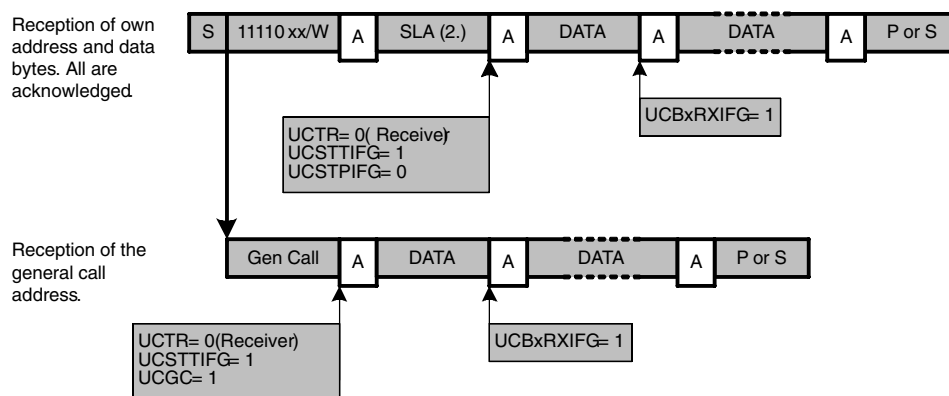 Reception of own
address and data
bytes. All are
acknowledged.
S 11110 xx/W A SLA (2.) A DATA A DATA A P or S
UCTR= 0( Receiver)
UCSTTIFG= 1
UCSTPIFG= 0
UCBxRXIFG= 1
Reception of the
general call
address.
Gen Call A DATA A DATA A P or S
UCTR= 0(Receiver)
UCSTTIFG= 1
UCGC= 1
UCBxRXIFG= 1